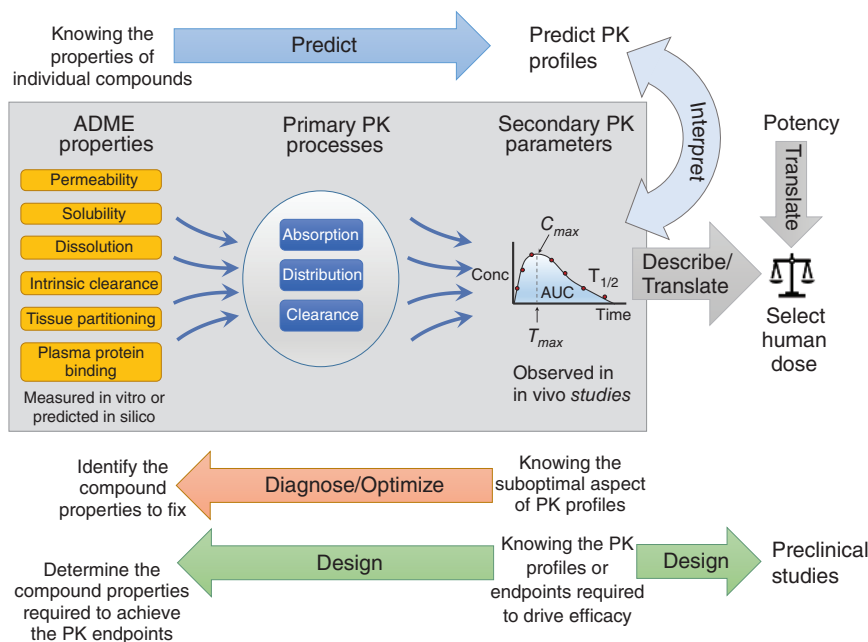 Knowing the
properties of
individual compounds
Predict
Predict PK
profiles
Interpret
ADME
properties
Permeability
Solubility
Dissolution
Intrinsic clearance
Tissue partitioning
Plasma protein
binding
Measured in vitro or
predicted in silico
Primary PK
processes
Absorption
Distribution
Clearance
Secondary PK
parameters
Cmax
Conc
T1/2
AUC
Time
Tmax
Observed in
in vivo studies
Potency
Translate
Describe/
Translate
Select
human
dose
Identify the
compound
properties to fix
Diagnose/Optimize
Knowing the
suboptimal aspect
of PK profiles
Determine the
compound properties
required to achieve
the PK endpoints
Design
Knowing the PK
profiles or
endpoints required
to drive efficacy
Design
Preclinical
studies